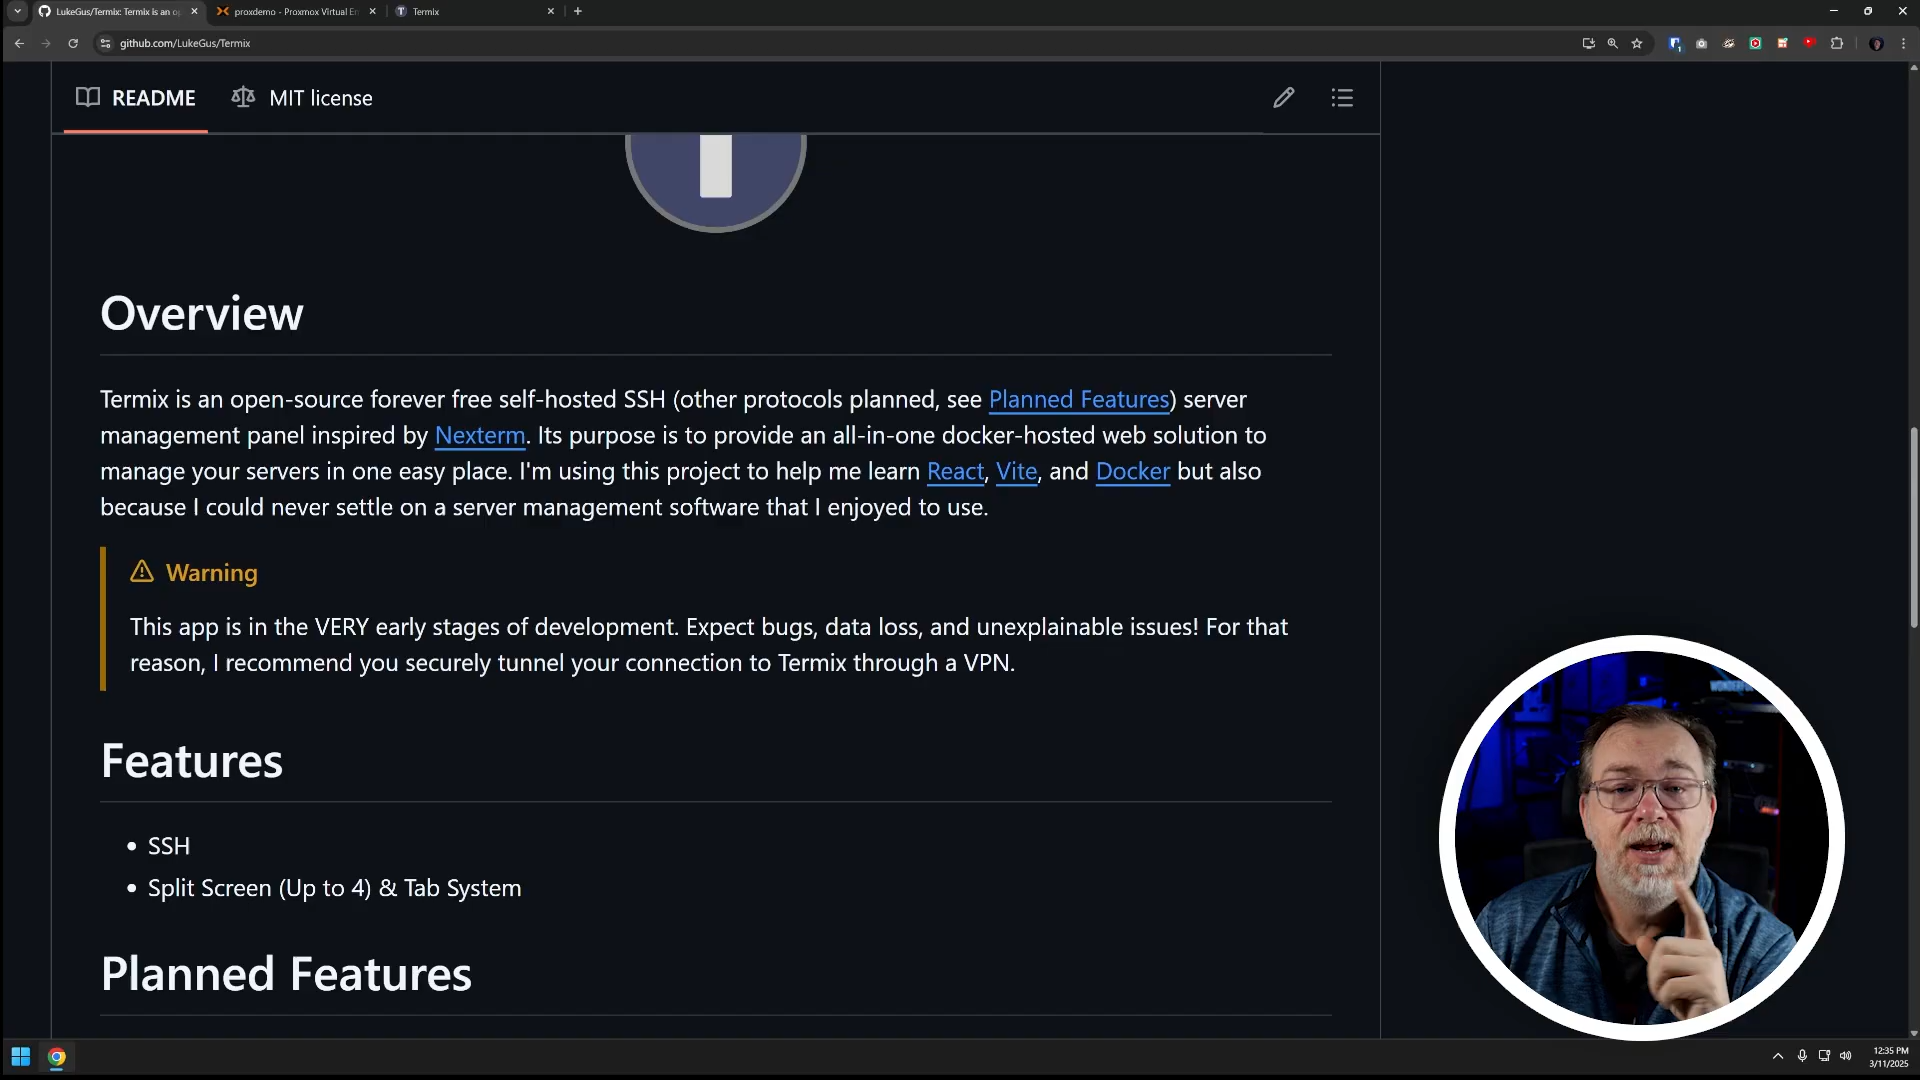 LukeGus/Termix: Termix is an op
proxdemo - Proxmox Virtual En
Termix
github.com/LukeGus/Termix
README
MIT license
Overview
Termix is an open-source forever free self-hosted SSH (other protocols planned, see Planned Features) server
management panel inspired by Nexterm. Its purpose is to provide an all-in-one docker-hosted web solution to
manage your servers in one easy place. I'm using this project to help me learn React, Vite, and Docker but also
because I could never settle on a server management software that I enjoyed to use.
Warning
This app is in the VERY early stages of development. Expect bugs, data loss, and unexplainable issues! For that
reason, I recommend you securely tunnel your connection to Termix through a VPN.
Features
• SSH
• Split Screen (Up to 4) & Tab System
Planned Features
12:35 PM
3/11/2025